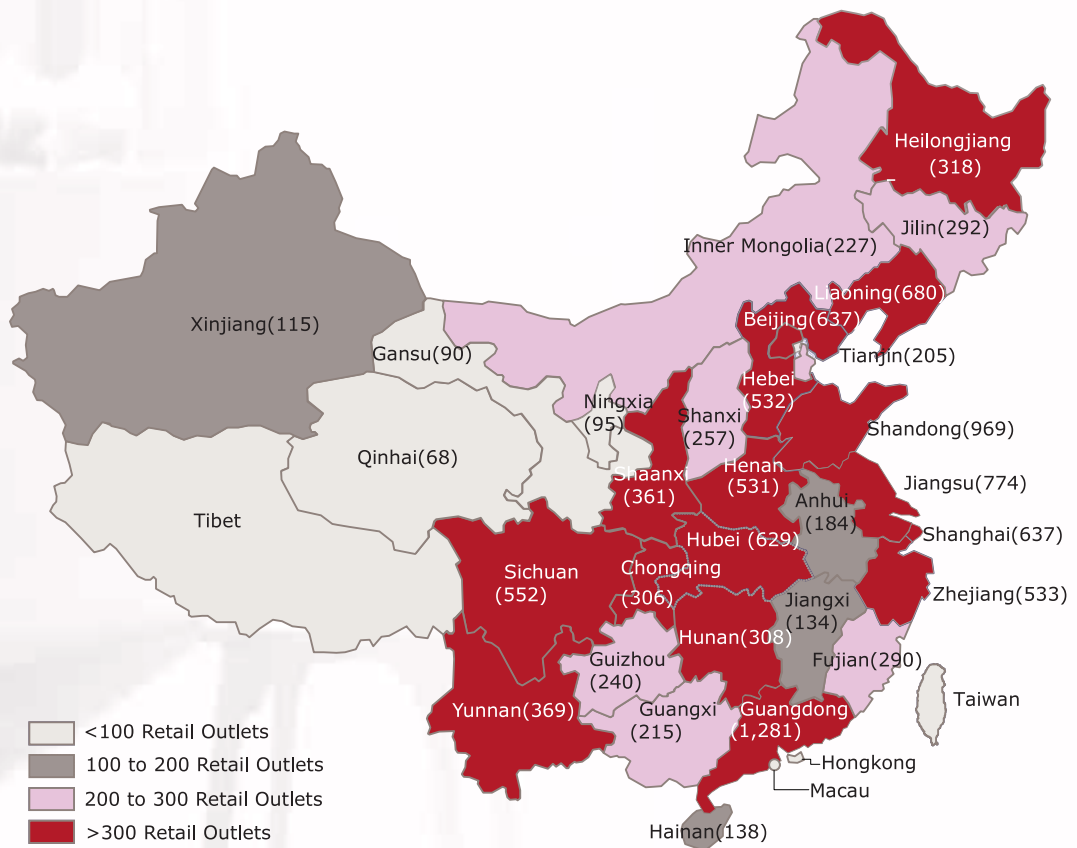 Heilongjiang
(318)
Jilin(292)
Inner Mongolia(227)
Liaoning(680)
Beijing(637)
Xinjiang(115)
Gansu(90)
Tianjin(205)
Hebei
(532)
Ningxia
(95)
Shanxi
(257)
Shandong(969)
Qinhai(68)
Shaanxi
(361)
Henan
(531)
Jiangsu(774)
Anhui
(184)
Tibet
Hubei (629)
Shanghai(637)
Sichuan
(552)
Chongqing
(306)
Zhejiang(533)
Jiangxi
(134)
Hunan(308)
Guizhou
(240)
Fujian(290)
Taiwan
Yunnan(369)
Guangxi
(215)
Guangdong
(1,281)
Hongkong
Macau
Hainan(138)
<100 Retail Outlets
100 to 200 Retail Outlets
200 to 300 Retail Outlets
>300 Retail Outlets